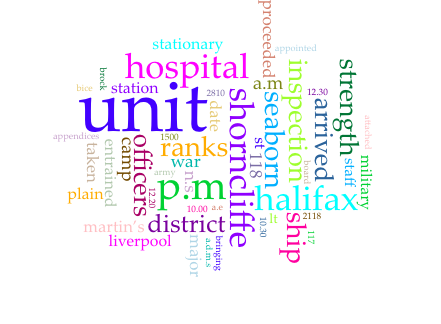 proceeded
stationary
appointed
hospital
brock
bice
station
unit
2810
a.m
inspection
12.30
strength
date
seaborn
arrived
attached
appendices
1500
officers
camp
ranks
shorncliffe
st
118
board
staff
military
taken
entrained
war
army
n.s
p.m
plain
12.20
10.00
a.e
halifax
lt
2118
martin's
district
ship
10.30
117
liverpool
major
a.d.m.s
bringing